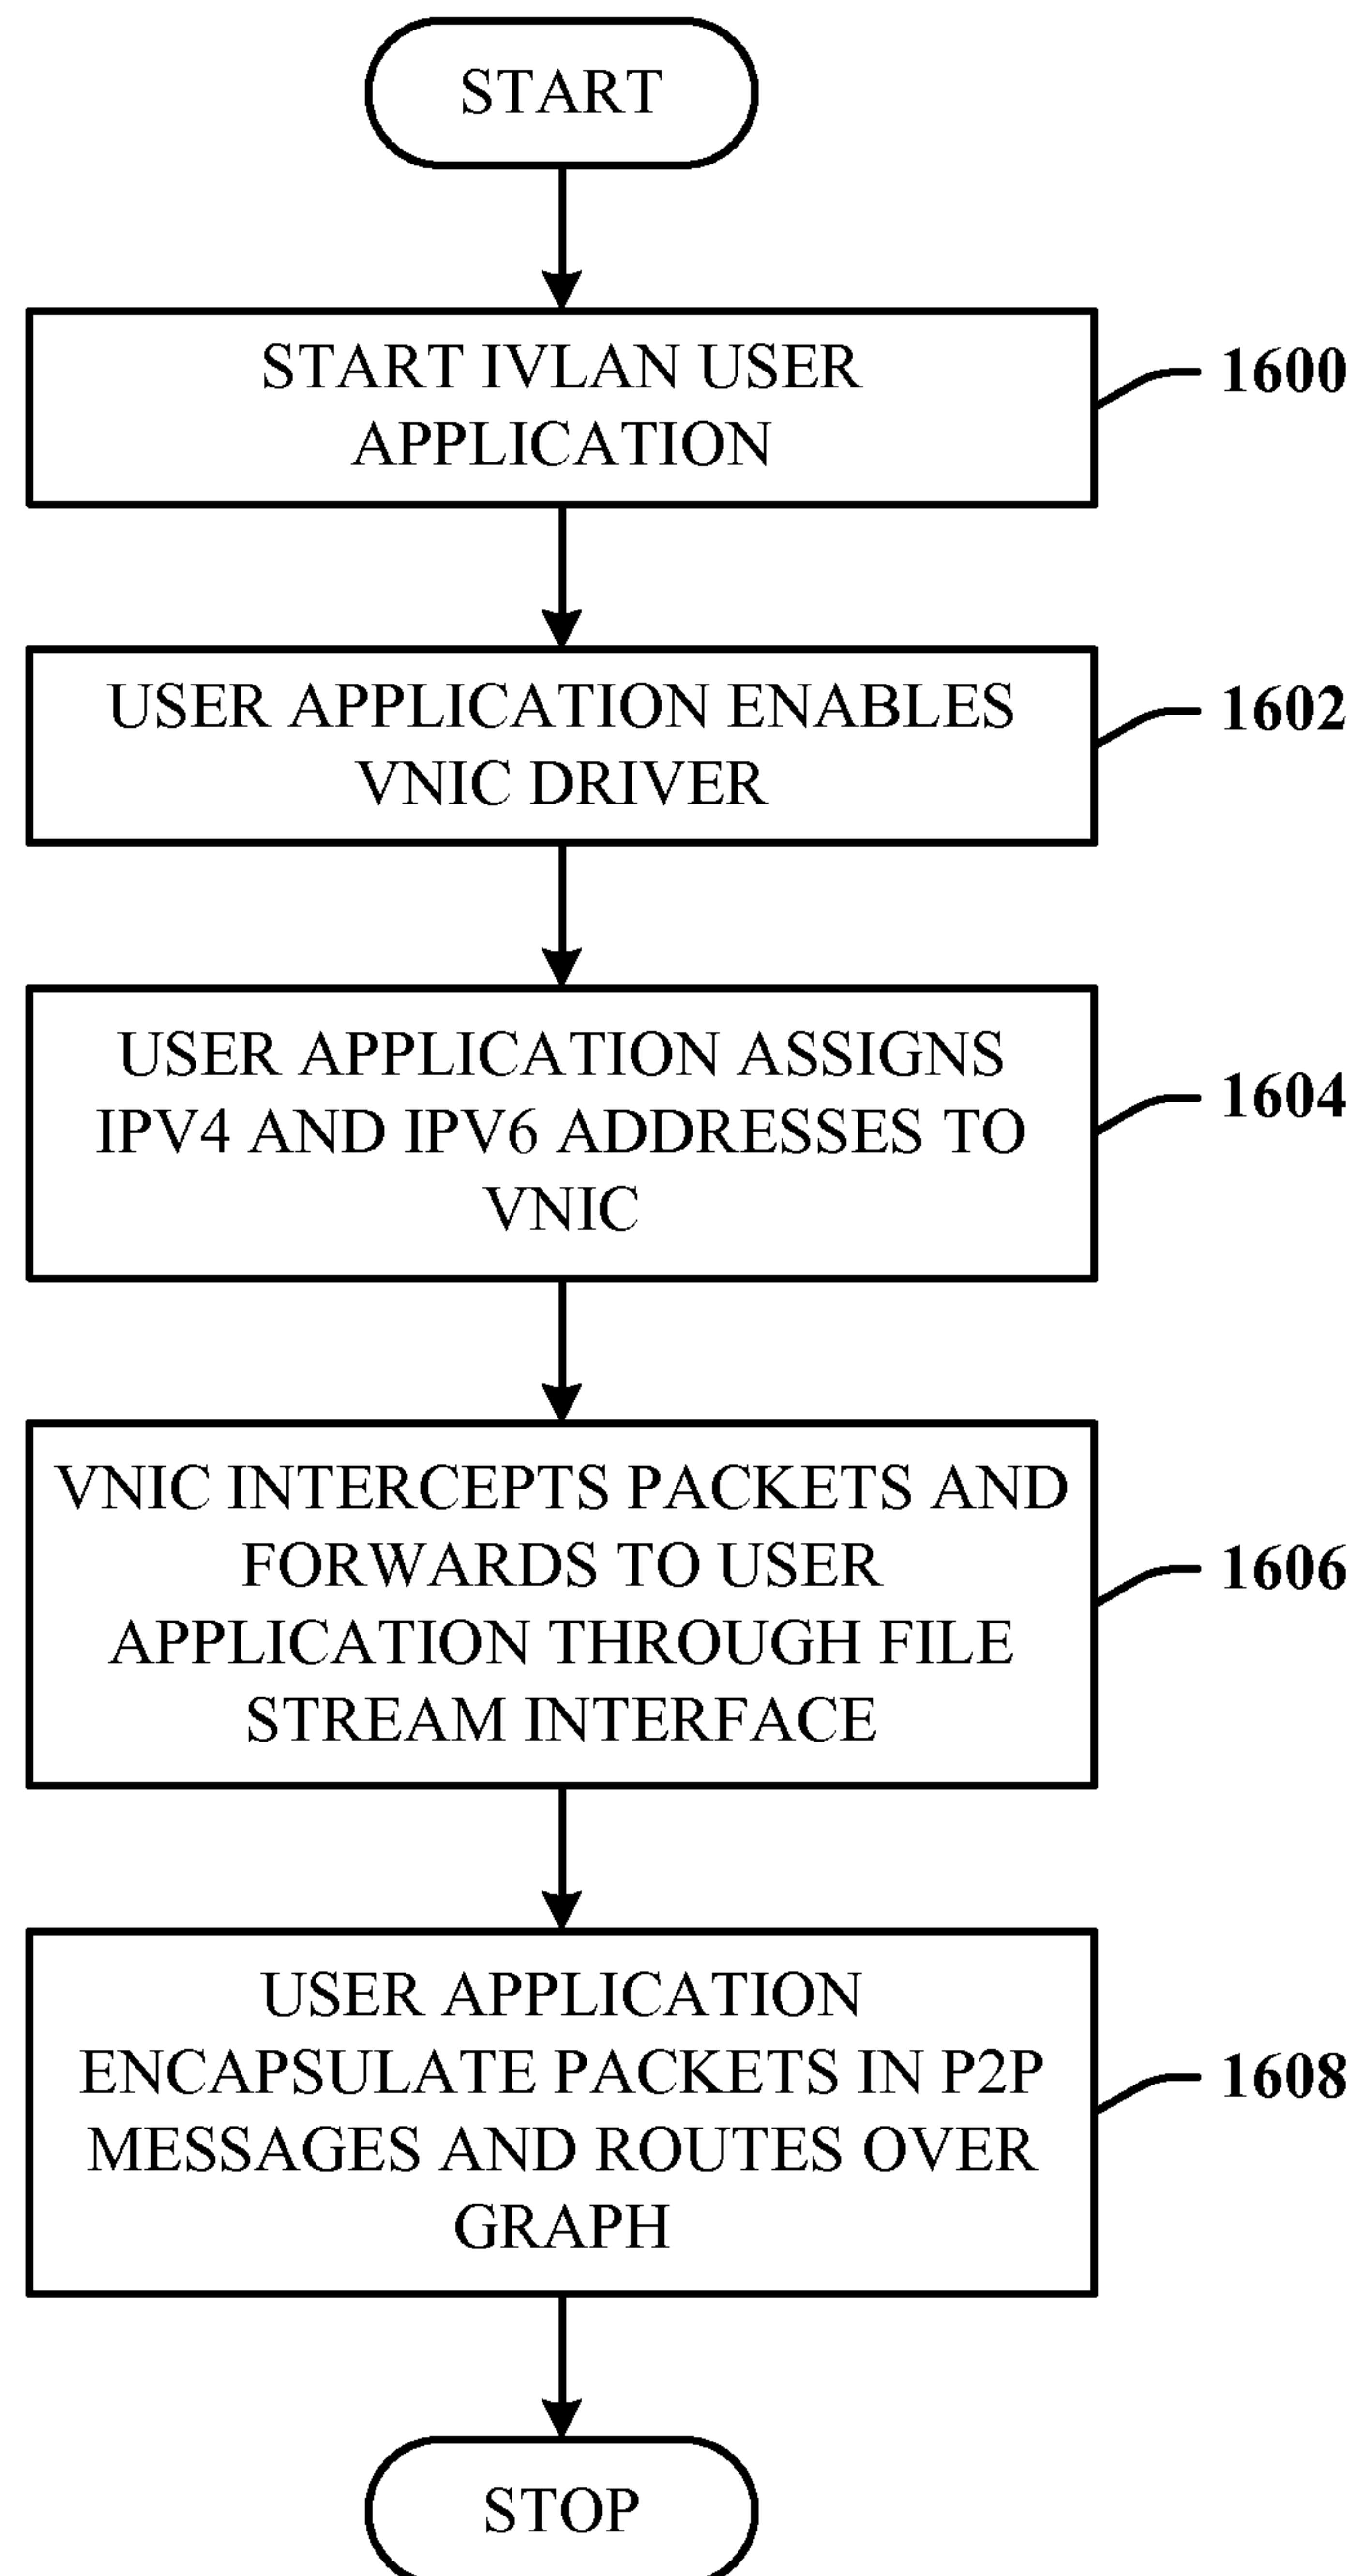 START
START IVLAN USER
APPLICATION
1600
USER APPLICATION ENABLES
VNIC DRIVER
1602
USER APPLICATION ASSIGNS
IPV4 AND IPV6 ADDRESSES TO
VNIC
1604
VNIC INTERCEPTS PACKETS AND
FORWARDS TO USER
APPLICATION THROUGH FILE
STREAM INTERFACE
1606
USER APPLICATION
ENCAPSULATE PACKETS IN P2P
MESSAGES AND ROUTES OVER
GRAPH
1608
STOP